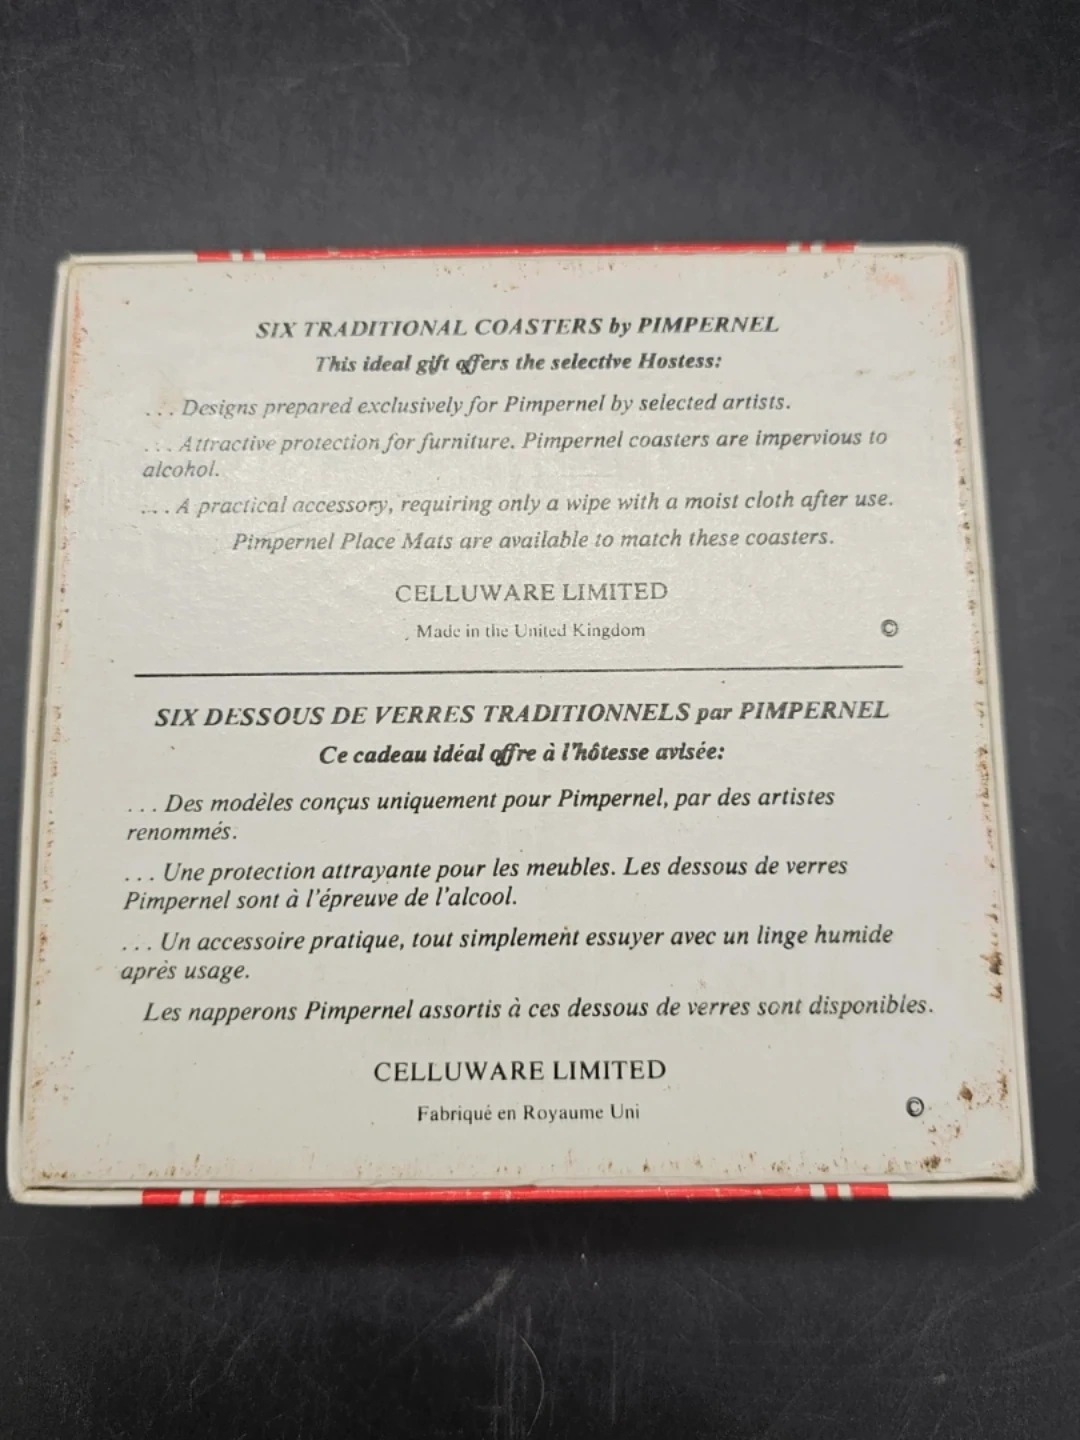 SIX TRADITIONAL COASTERS by PIMPERNEL
This ideal gift offers the selective Hostess:
... Designs prepared exclusively for Pimpernel by selected artists.
... Attractive protection for furniture. Pimpernel coasters are impervious to
alcohol.
... A practical accessory, requiring only a wipe with a moist cloth after use.
Pimpernel Place Mats are available to match these coasters.
CELLUWARE LIMITED
Made in the United Kingdom ©
SIX DESSOUS DE VERRES TRADITIONNELS par PIMPERNEL
Ce cadeau idéal offre à l'hôtesse avisée:
... Des modèles conçus uniquement pour Pimpernel, par des artistes
renommés.
... Une protection attrayante pour les meubles. Les dessous de verres
Pimpernel sont à l'épreuve de l'alcool.
... Un accessoire pratique, tout simplement essuyer avec un linge humide
après usage.
Les napperons Pimpernel assortis à ces dessous de verres sont disponibles.
CELLUWARE LIMITED
Fabriqué en Royaume Uni ©